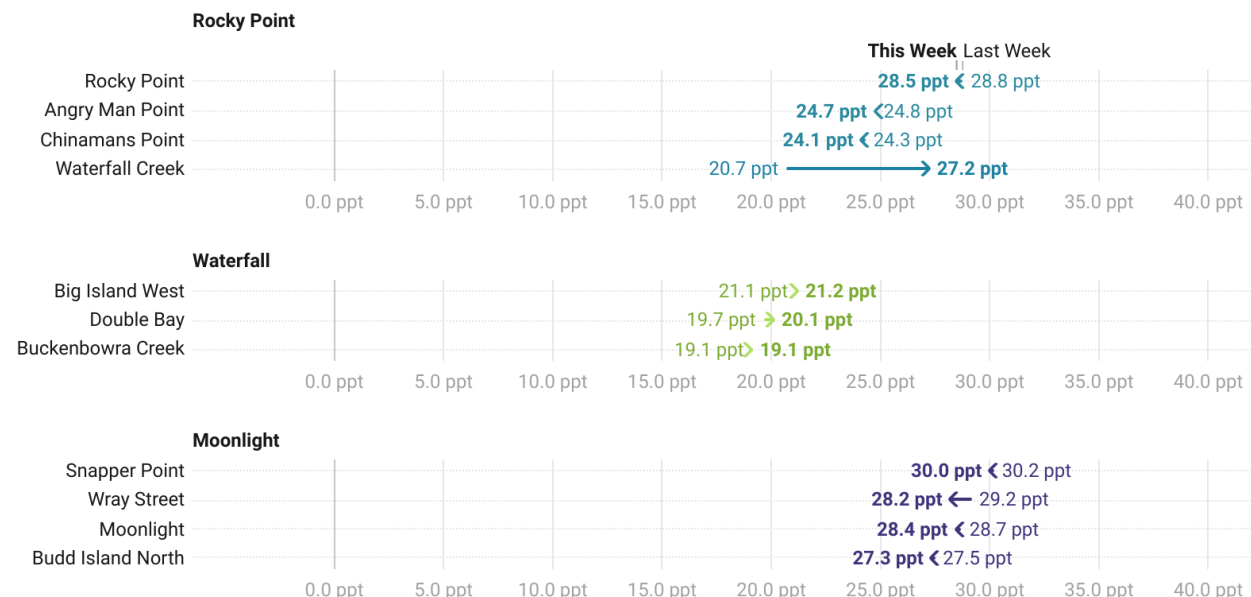 Rocky Point
This Week Last Week
Rocky Point 28.5 ppt 28.8 ppt
Angry Man Point 24.7 ppt 24.8 ppt
Chinamans Point 24.1 ppt 24.3 ppt
Waterfall Creek 20.7 ppt 27.2 ppt
0.0 ppt 5.0 ppt 10.0 ppt 15.0 ppt 20.0 ppt 25.0 ppt 30.0 ppt 35.0 ppt 40.0 ppt
Waterfall
Big Island West 21.1 ppt 21.2 ppt
Double Bay 19.7 ppt 20.1 ppt
Buckenbowra Creek 19.1 ppt 19.1 ppt
0.0 ppt 5.0 ppt 10.0 ppt 15.0 ppt 20.0 ppt 25.0 ppt 30.0 ppt 35.0 ppt 40.0 ppt
Moonlight
Snapper Point 30.0 ppt 30.2 ppt
Wray Street 28.2 ppt 29.2 ppt
Moonlight 28.4 ppt 28.7 ppt
Budd Island North 27.3 ppt 27.5 ppt
0.0 ppt 5.0 ppt 10.0 ppt 15.0 ppt 20.0 ppt 25.0 ppt 30.0 ppt 35.0 ppt 40.0 ppt